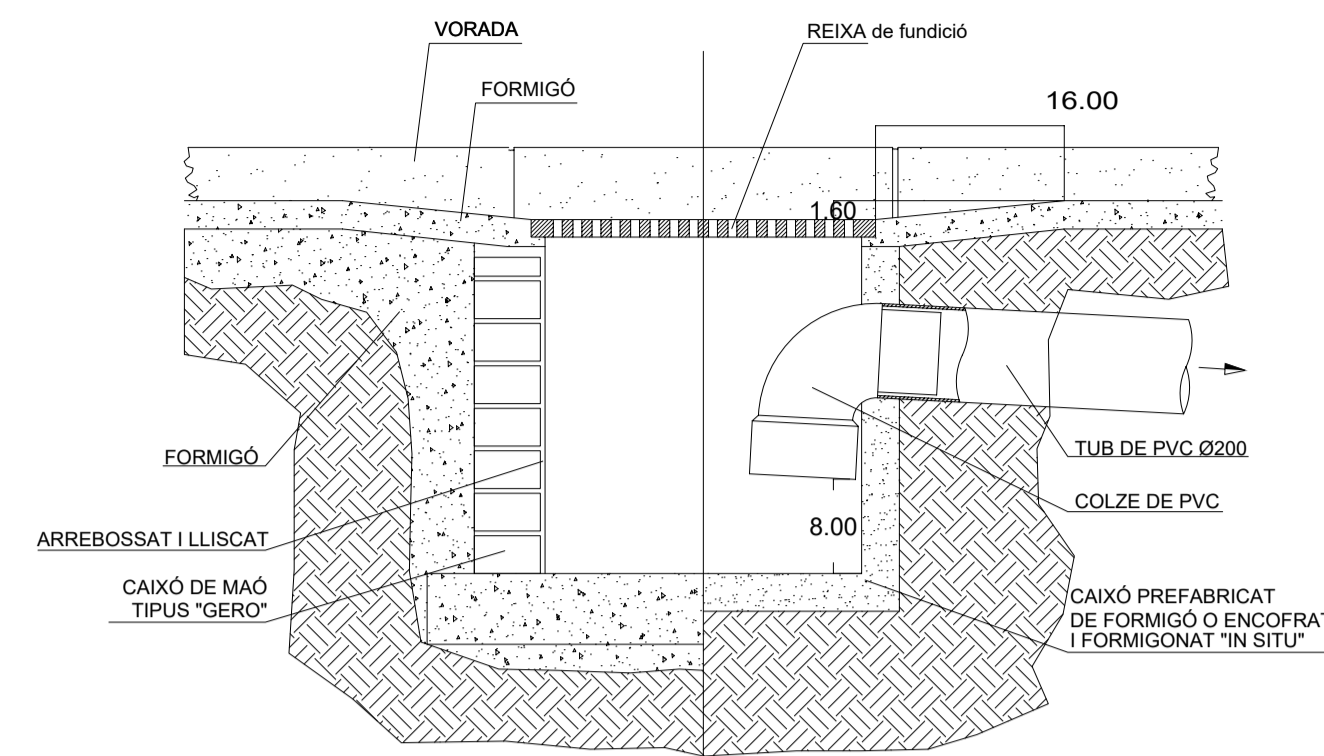 VORADA
REIXA de fundició
FORMIGÓ
16.00
1.60
FORMIGÓ
TUB DE PVC Ø200
COLZE DE PVC
8.00
ARREBOSSAT I LLISCAT
CAIXÓ DE MAÓ
TIPUS "GERO"
CAIXÓ PREFABRICAT
DE FORMIGÓ O ENCOFRAT
I FORMIGONAT "IN SITU"